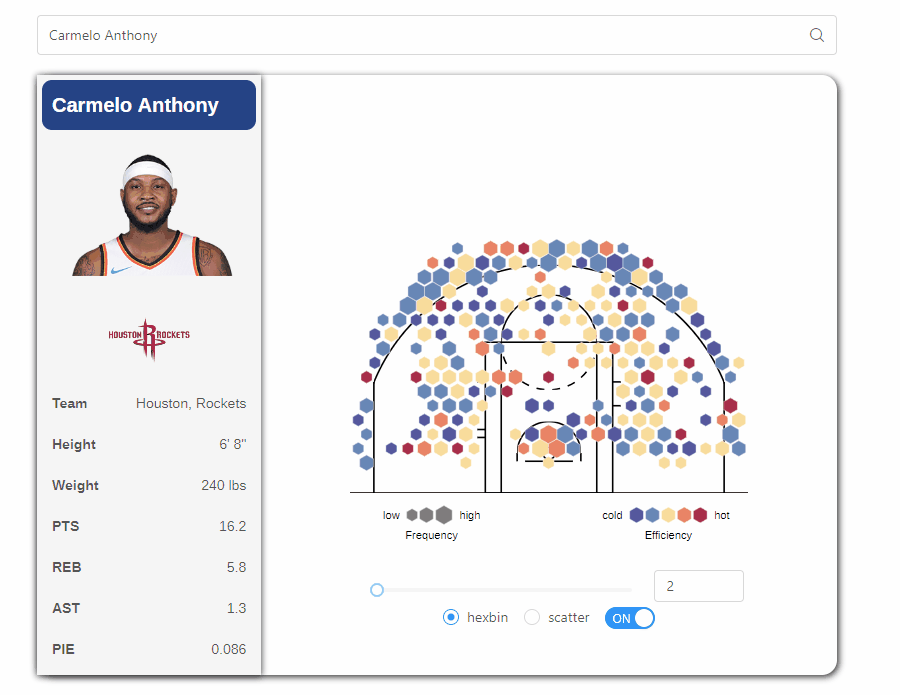 Carmelo Anthony
Carmelo Anthony
HOUSTON ROCKETS
Team Houston, Rockets
Height 6' 8"
Weight 240 lbs
PTS 16.2
REB 5.8
AST 1.3
PIE 0.086
low high
Frequency
cold hot
Efficiency
2
hexbin scatter ON